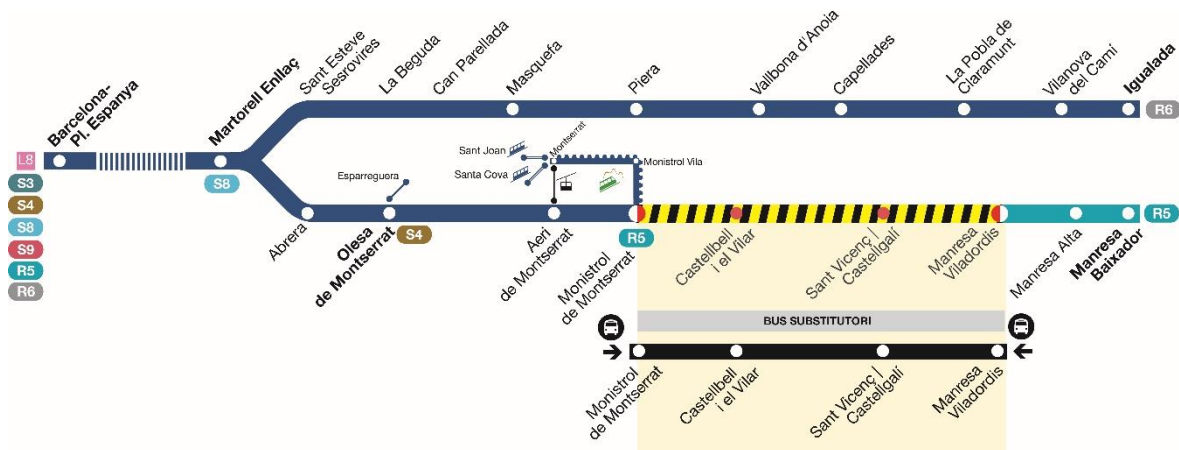 Barcelona-
Pl. Espanya
L8
S3
S4
S8
S9
R5
R6
Martorell Enllaç
S8
Sant Esteve
Sesrovires
La Beguda
Can Parellada
Masquefa
Piera
Vallbona d'Anoia
Capellades
La Pobla de
Claramunt
Vilanova
del Camí
Igualada
R6
Sant Joan
Santa Cova
Montserrat
Monistrol Vila
Esparreguera
Abrera
Olesa
de Montserrat
S4
Aeri
de Montserrat
Monistrol
de Montserrat
R5
Castellbell
i el Vilar
Sant Vicenç |
Castellgalí
Manresa
Viladordis
Manresa Alta
Manresa
Baixador
R5
BUS SUBSTITUTORI
Monistrol
de Montserrat
Castellbell
i el Vilar
Sant Vicenç |
Castellgalí
Manresa
Viladordis